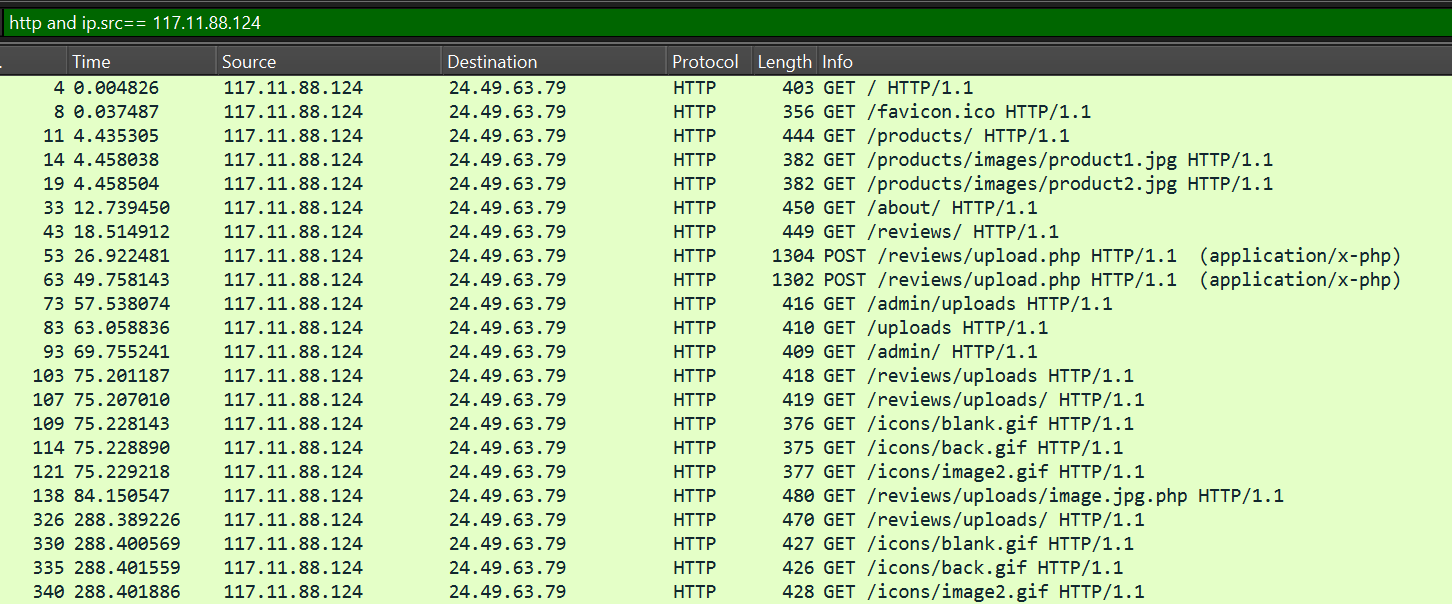 http and ip.src== 117.11.88.124
. Time Source Destination Protocol Length Info
4 0.004826 117.11.88.124 24.49.63.79 HTTP 403 GET / HTTP/1.1
8 0.037487 117.11.88.124 24.49.63.79 HTTP 356 GET /favicon.ico HTTP/1.1
11 4.435305 117.11.88.124 24.49.63.79 HTTP 444 GET /products/ HTTP/1.1
14 4.458038 117.11.88.124 24.49.63.79 HTTP 382 GET /products/images/product1.jpg HTTP/1.1
19 4.458504 117.11.88.124 24.49.63.79 HTTP 382 GET /products/images/product2.jpg HTTP/1.1
33 12.739450 117.11.88.124 24.49.63.79 HTTP 450 GET /about/ HTTP/1.1
43 18.514912 117.11.88.124 24.49.63.79 HTTP 449 GET /reviews/ HTTP/1.1
53 26.922481 117.11.88.124 24.49.63.79 HTTP 1304 POST /reviews/upload.php HTTP/1.1 (application/x-php)
63 49.758143 117.11.88.124 24.49.63.79 HTTP 1302 POST /reviews/upload.php HTTP/1.1 (application/x-php)
73 57.538074 117.11.88.124 24.49.63.79 HTTP 416 GET /admin/uploads HTTP/1.1
83 63.058836 117.11.88.124 24.49.63.79 HTTP 410 GET /uploads HTTP/1.1
93 69.755241 117.11.88.124 24.49.63.79 HTTP 409 GET /admin/ HTTP/1.1
103 75.201187 117.11.88.124 24.49.63.79 HTTP 418 GET /reviews/uploads HTTP/1.1
107 75.207010 117.11.88.124 24.49.63.79 HTTP 419 GET /reviews/uploads/ HTTP/1.1
109 75.228143 117.11.88.124 24.49.63.79 HTTP 376 GET /icons/blank.gif HTTP/1.1
114 75.228890 117.11.88.124 24.49.63.79 HTTP 375 GET /icons/back.gif HTTP/1.1
121 75.229218 117.11.88.124 24.49.63.79 HTTP 377 GET /icons/image2.gif HTTP/1.1
138 84.150547 117.11.88.124 24.49.63.79 HTTP 480 GET /reviews/uploads/image.jpg.php HTTP/1.1
326 288.389226 117.11.88.124 24.49.63.79 HTTP 470 GET /reviews/uploads/ HTTP/1.1
330 288.400569 117.11.88.124 24.49.63.79 HTTP 427 GET /icons/blank.gif HTTP/1.1
335 288.401559 117.11.88.124 24.49.63.79 HTTP 426 GET /icons/back.gif HTTP/1.1
340 288.401886 117.11.88.124 24.49.63.79 HTTP 428 GET /icons/image2.gif HTTP/1.1